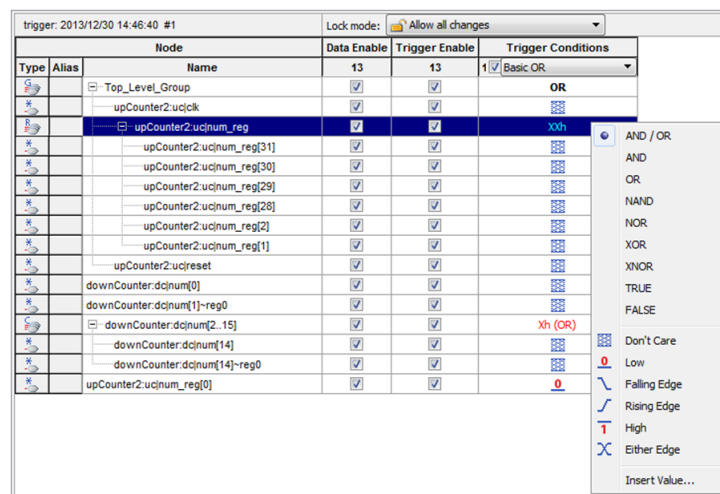 trigger: 2013/12/30 14:46:40 #1 Lock mode: Allow all changes
Node Data Enable Trigger Enable Trigger Conditions
Type Alias Name 13 13 1 Basic OR
G Top_Level_Group OR
* upCounter2:uc|clk
R upCounter2:uc|num_reg XXh
* upCounter2:uc|num_reg[31]
* upCounter2:uc|num_reg[30]
* upCounter2:uc|num_reg[29]
* upCounter2:uc|num_reg[28]
* upCounter2:uc|num_reg[2]
* upCounter2:uc|num_reg[1]
* upCounter2:uc|reset
* downCounter:dc|num[0]
* downCounter:dc|num[1]~reg0
C downCounter:dc|num[2..15] Xh (OR)
* downCounter:dc|num[14]
* downCounter:dc|num[14]~reg0
* upCounter2:uc|num_reg[0] 0
AND / OR
AND
OR
NAND
NOR
XOR
XNOR
TRUE
FALSE
Don't Care
0 Low
Falling Edge
Rising Edge
1 High
Either Edge
Insert Value...